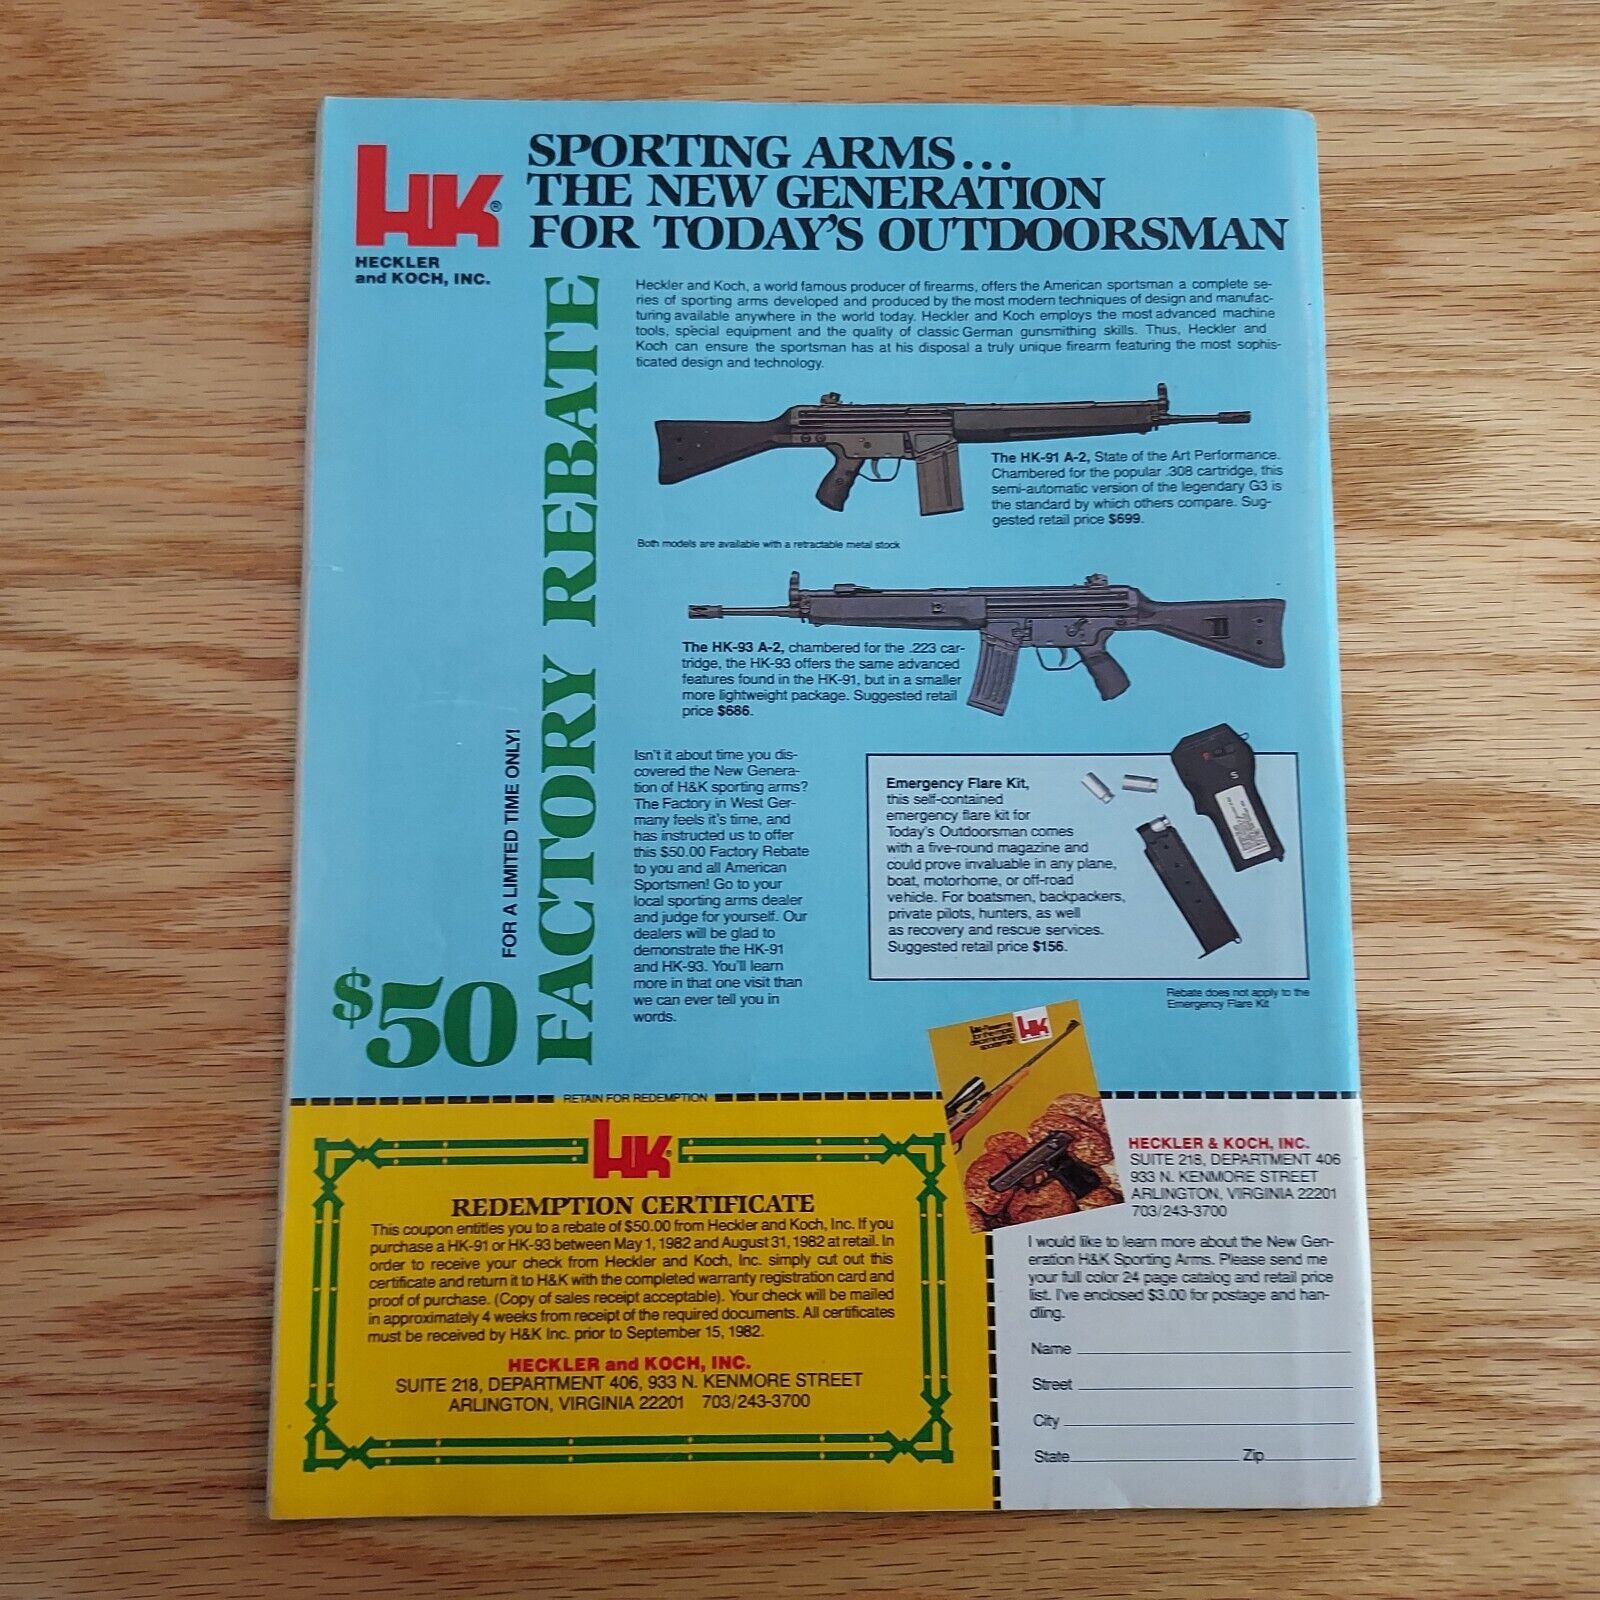 HK®
HECKLER
and KOCH, INC.
SPORTING ARMS...
THE NEW GENERATION
FOR TODAY'S OUTDOORSMAN
$50
FACTORY REBATE
FOR A LIMITED TIME ONLY!
Heckler and Koch, a world famous producer of firearms, offers the American sportsman a complete se-
ries of sporting arms developed and produced by the most modern techniques of design and manufac-
turing available anywhere in the world today. Heckler and Koch employs the most advanced machine
tools, special equipment and the quality of classic German gunsmithing skills. Thus, Heckler and
Koch can ensure the sportsman has at his disposal a truly unique firearm featuring the most sophis-
ticated design and technology.
The HK-91 A-2, State of the Art Performance.
Chambered for the popular .308 cartridge, this
semi-automatic version of the legendary G3 is
the standard by which others compare. Sug-
gested retail price $699.
Both models are available with a retractable metal stock
The HK-93 A-2, chambered for the .223 car-
tridge, the HK-93 offers the same advanced
features found in the HK-91, but in a smaller
more lightweight package. Suggested retail
price $686.
Isn't it about time you dis-
covered the New Genera-
tion of H&K sporting arms?
The Factory in West Ger-
many feels it's time, and
has instructed us to offer
this $50.00 Factory Rebate
to you and all American
Sportsmen! Go to your
local sporting arms dealer
and judge for yourself. Our
dealers will be glad to
demonstrate the HK-91
and HK-93. You'll learn
more in that one visit than
we can ever tell you in
words.
Emergency Flare Kit,
this self-contained
emergency flare kit for
Today's Outdoorsman comes
with a five-round magazine and
could prove invaluable in any plane,
boat, motorhome, or off-road
vehicle. For boatsmen, backpackers,
private pilots, hunters, as well
as recovery and rescue services.
Suggested retail price $156.
S
Rebate does not apply to the
Emergency Flare Kit
HK
RETAIN FOR REDEMPTION
HK
REDEMPTION CERTIFICATE
This coupon entitles you to a rebate of $50.00 from Heckler and Koch, Inc. If you
purchase a HK-91 or HK-93 between May 1, 1982 and August 31, 1982 at retail. In
order to receive your check from Heckler and Koch, Inc. simply cut out this
certificate and return it to H&K with the completed warranty registration card and
proof of purchase. (Copy of sales receipt acceptable). Your check will be mailed
in approximately 4 weeks from receipt of the required documents. All certificates
must be received by H&K Inc. prior to September 15, 1982.
HECKLER and KOCH, INC.
SUITE 218, DEPARTMENT 406, 933 N. KENMORE STREET
ARLINGTON, VIRGINIA 22201 703/243-3700
HECKLER & KOCH, INC.
SUITE 218, DEPARTMENT 406
933 N. KENMORE STREET
ARLINGTON, VIRGINIA 22201
703/243-3700
I would like to learn more about the New Gen-
eration H&K Sporting Arms. Please send me
your full color 24 page catalog and retail price
list. I've enclosed $3.00 for postage and han-
dling.
Name
Street
City
State Zip